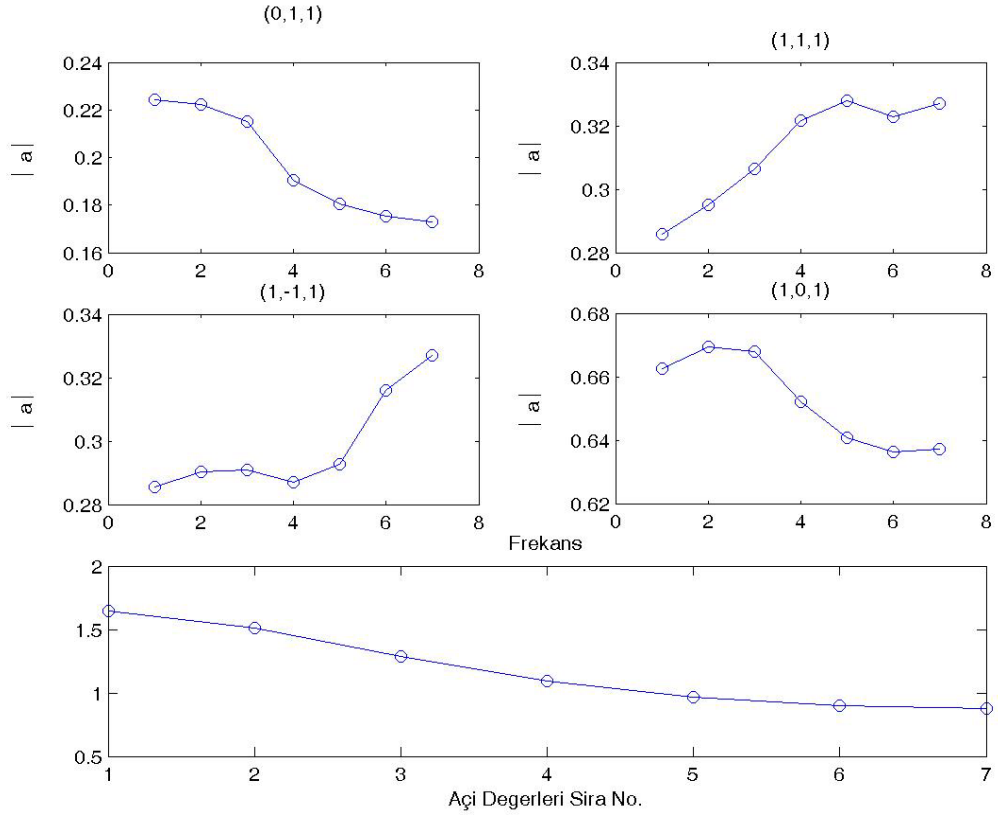 (0,1,1)
(1,1,1)
0.24
0.22
0.2
0.18
0.16
| a|
0 2 4 6 8
0.34
0.32
0.3
0.28
| a|
0 2 4 6 8
(1,-1,1)
(1,0,1)
0.34
0.32
0.3
0.28
| a|
0 2 4 6 8
0.68
0.66
0.64
0.62
| a|
0 2 4 6 8
Frekans
2
1.5
1
0.5
1 2 3 4 5 6 7
Açi Degerleri Sira No.